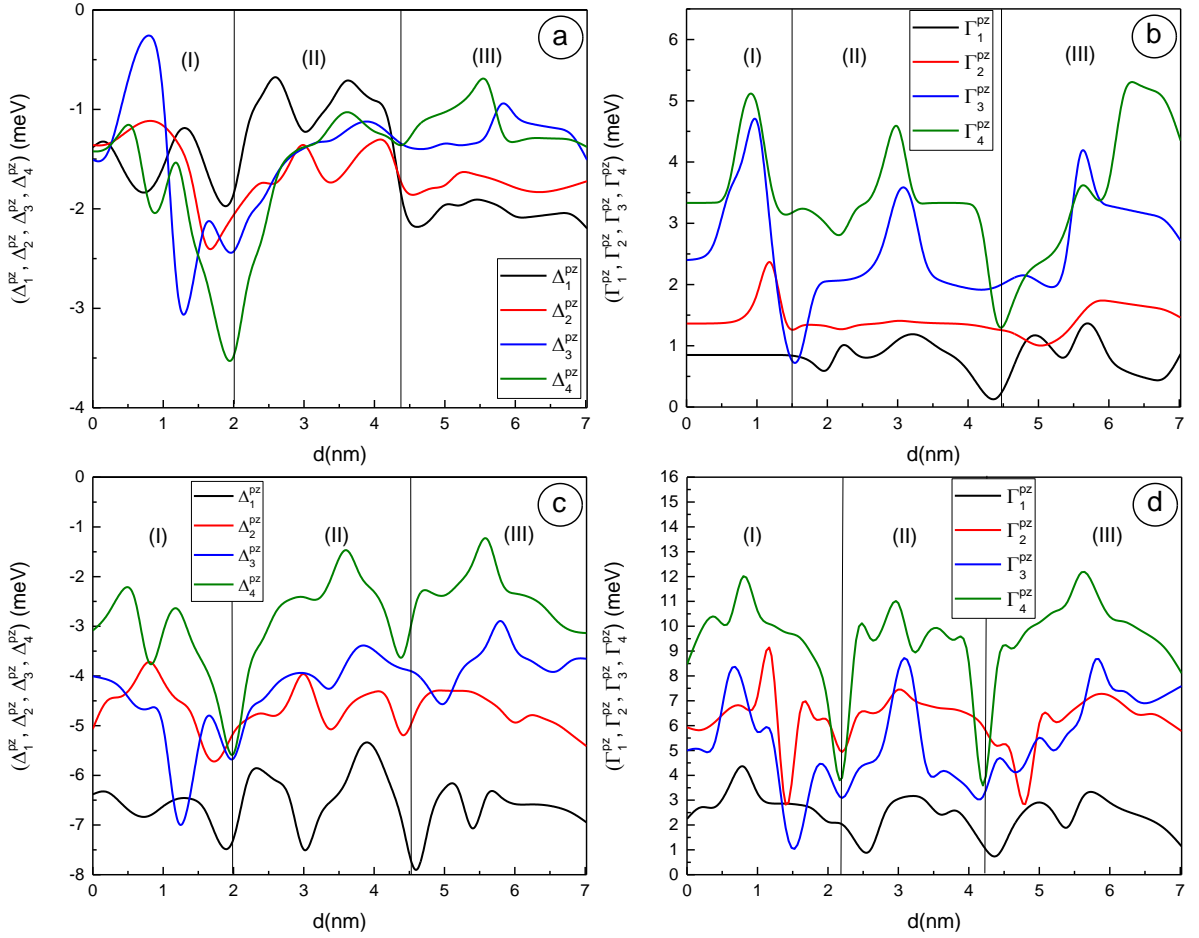 (Δ₁ᵖᶻ, Δ₂ᵖᶻ, Δ₃ᵖᶻ, Δ₄ᵖᶻ) (meV)
0
-1
-2
-3
-4
(I)
(II)
(III)
a
Δ₁ᵖᶻ
Δ₂ᵖᶻ
Δ₃ᵖᶻ
Δ₄ᵖᶻ
0 1 2 3 4 5 6 7
d(nm)
(Γ₁ᵖᶻ, Γ₂ᵖᶻ, Γ₃ᵖᶻ, Γ₄ᵖᶻ) (meV)
6
5
4
3
2
1
0
(I)
(II)
(III)
b
Γ₁ᵖᶻ
Γ₂ᵖᶻ
Γ₃ᵖᶻ
Γ₄ᵖᶻ
0 1 2 3 4 5 6 7
d(nm)
(Δ₁ᵖᶻ, Δ₂ᵖᶻ, Δ₃ᵖᶻ, Δ₄ᵖᶻ) (meV)
0
-1
-2
-3
-4
-5
-6
-7
-8
(I)
(II)
(III)
c
Δ₁ᵖᶻ
Δ₂ᵖᶻ
Δ₃ᵖᶻ
Δ₄ᵖᶻ
0 1 2 3 4 5 6 7
d(nm)
(Γ₁ᵖᶻ, Γ₂ᵖᶻ, Γ₃ᵖᶻ, Γ₄ᵖᶻ) (meV)
16
15
14
13
12
11
10
9
8
7
6
5
4
3
2
1
0
(I)
(II)
(III)
d
Γ₁ᵖᶻ
Γ₂ᵖᶻ
Γ₃ᵖᶻ
Γ₄ᵖᶻ
0 1 2 3 4 5 6 7
d(nm)